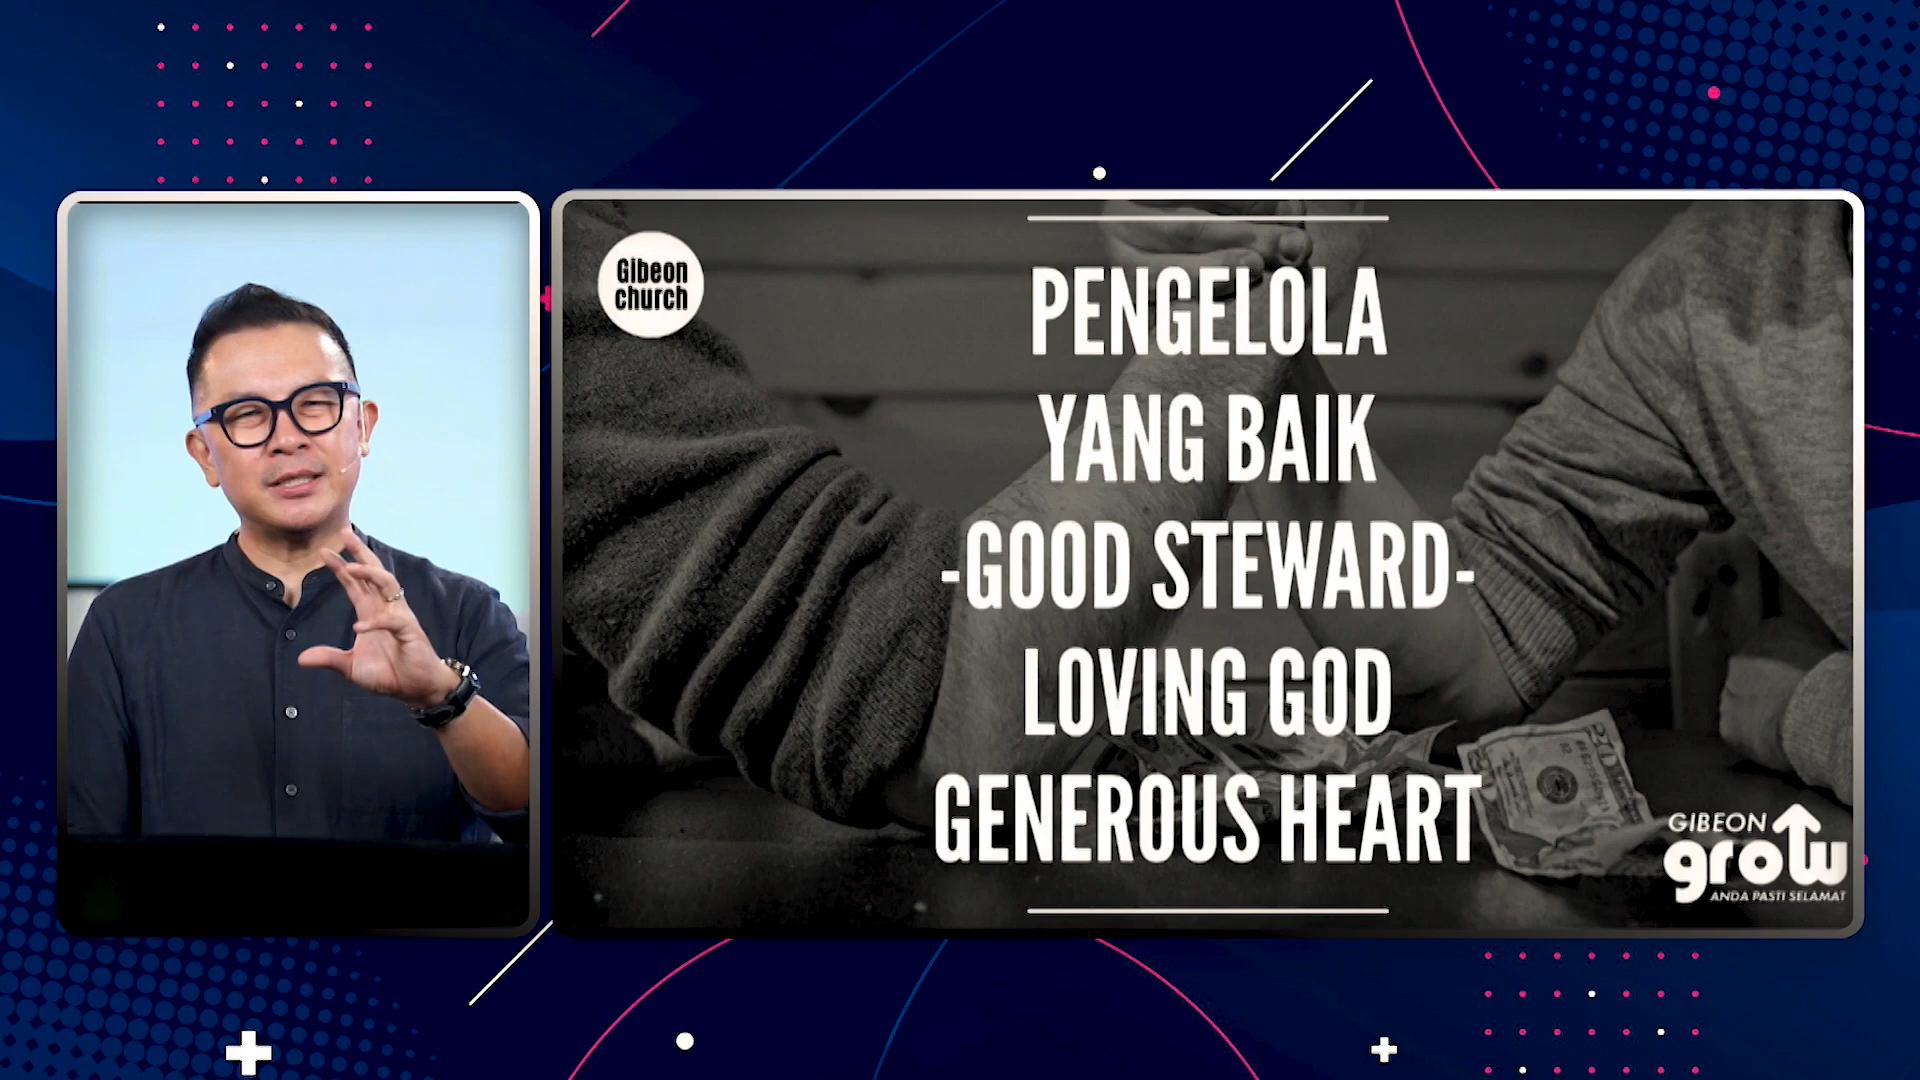 Gibeon
church
PENGELOLA
YANG BAIK
-GOOD STEWARD-
LOVING GOD
GENEROUS HEART
GIBEON
grow
ANDA PASTI SELAMAT